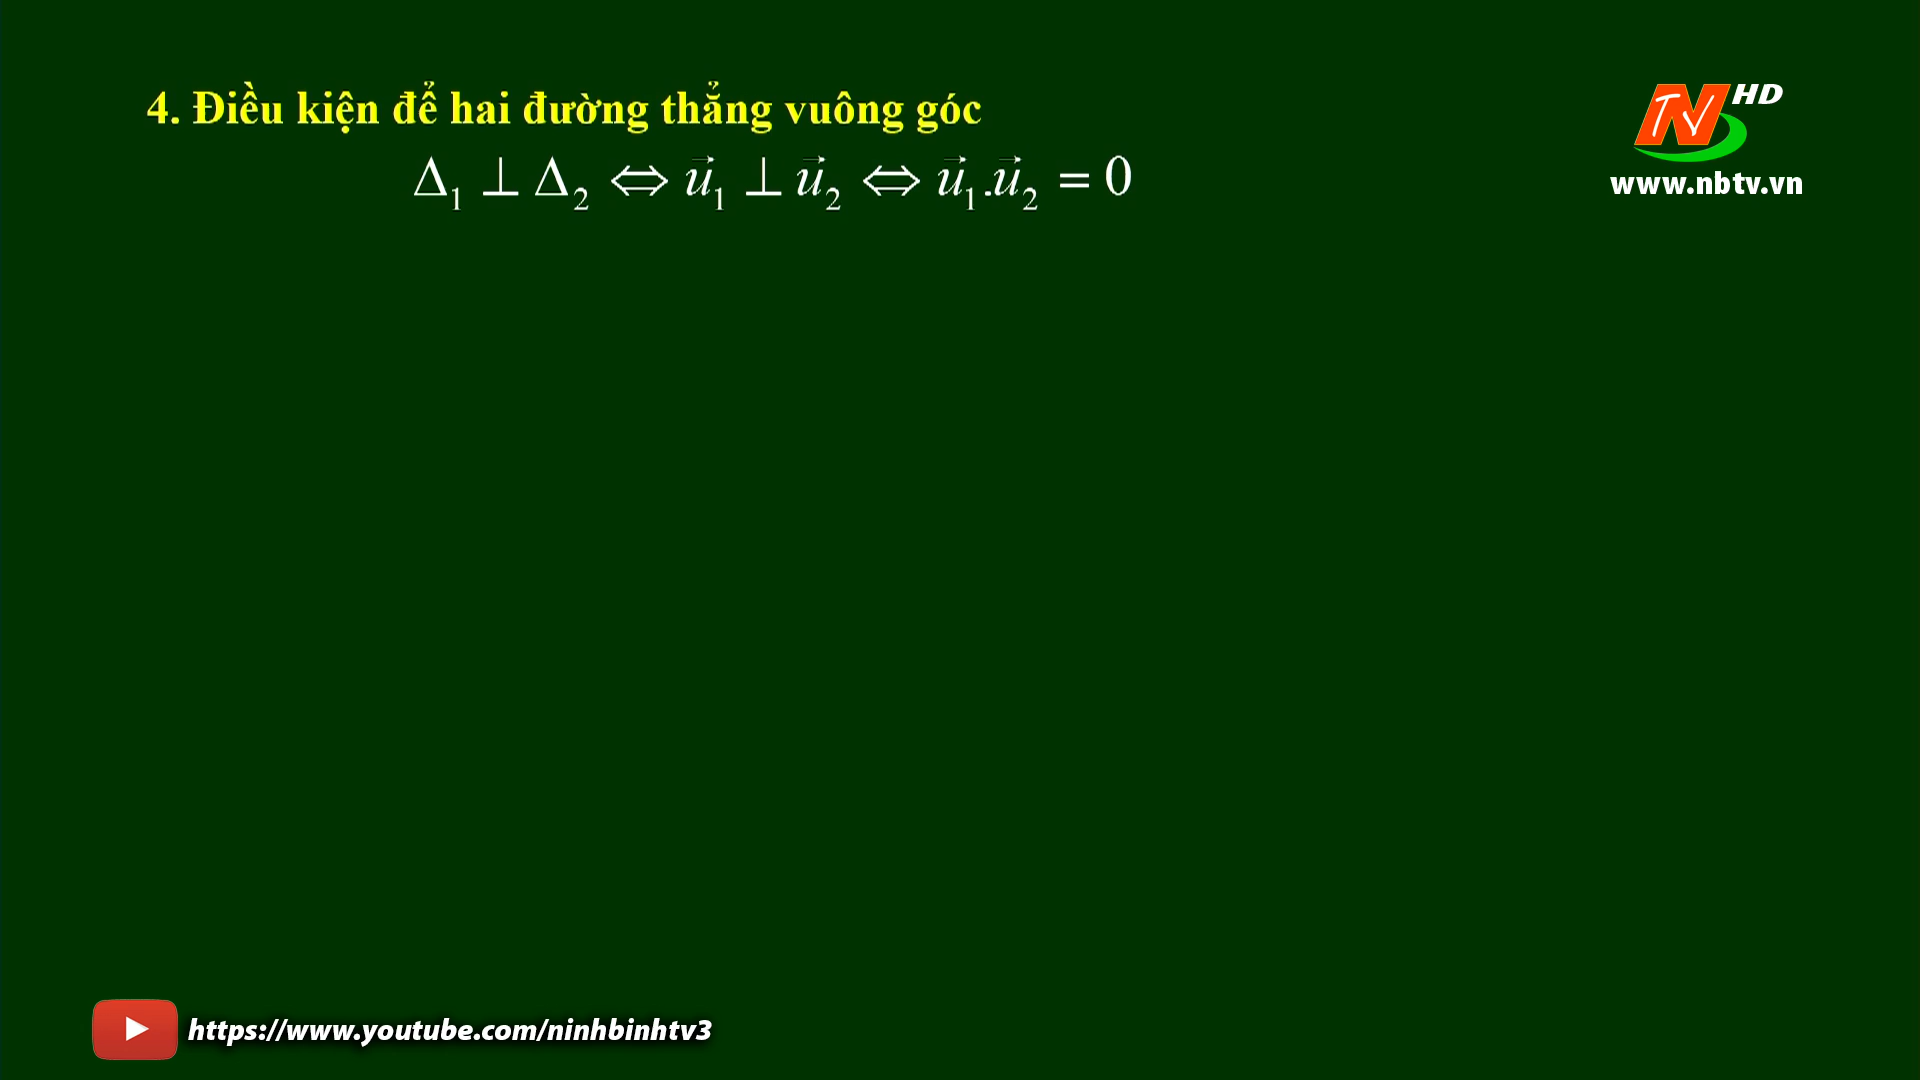 4. Điều kiện để hai đường thẳng vuông góc
Δ₁ ⊥ Δ₂ ⇔ u⃗₁ ⊥ u⃗₂ ⇔ u⃗₁.u⃗₂ = 0
NTV HD
www.nbtv.vn
https://www.youtube.com/ninhbinhtv3